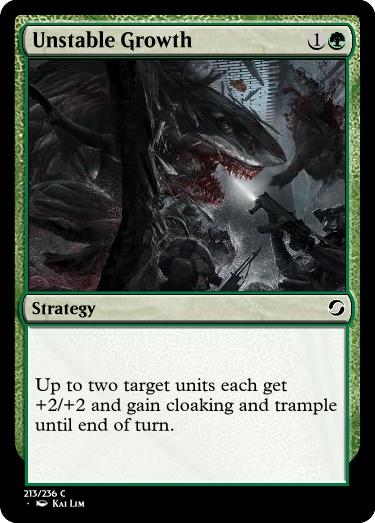 Unstable Growth 1
Strategy
Up to two target units each get
+2/+2 and gain cloaking and trample
until end of turn.
213/236 C
· Kai Lim